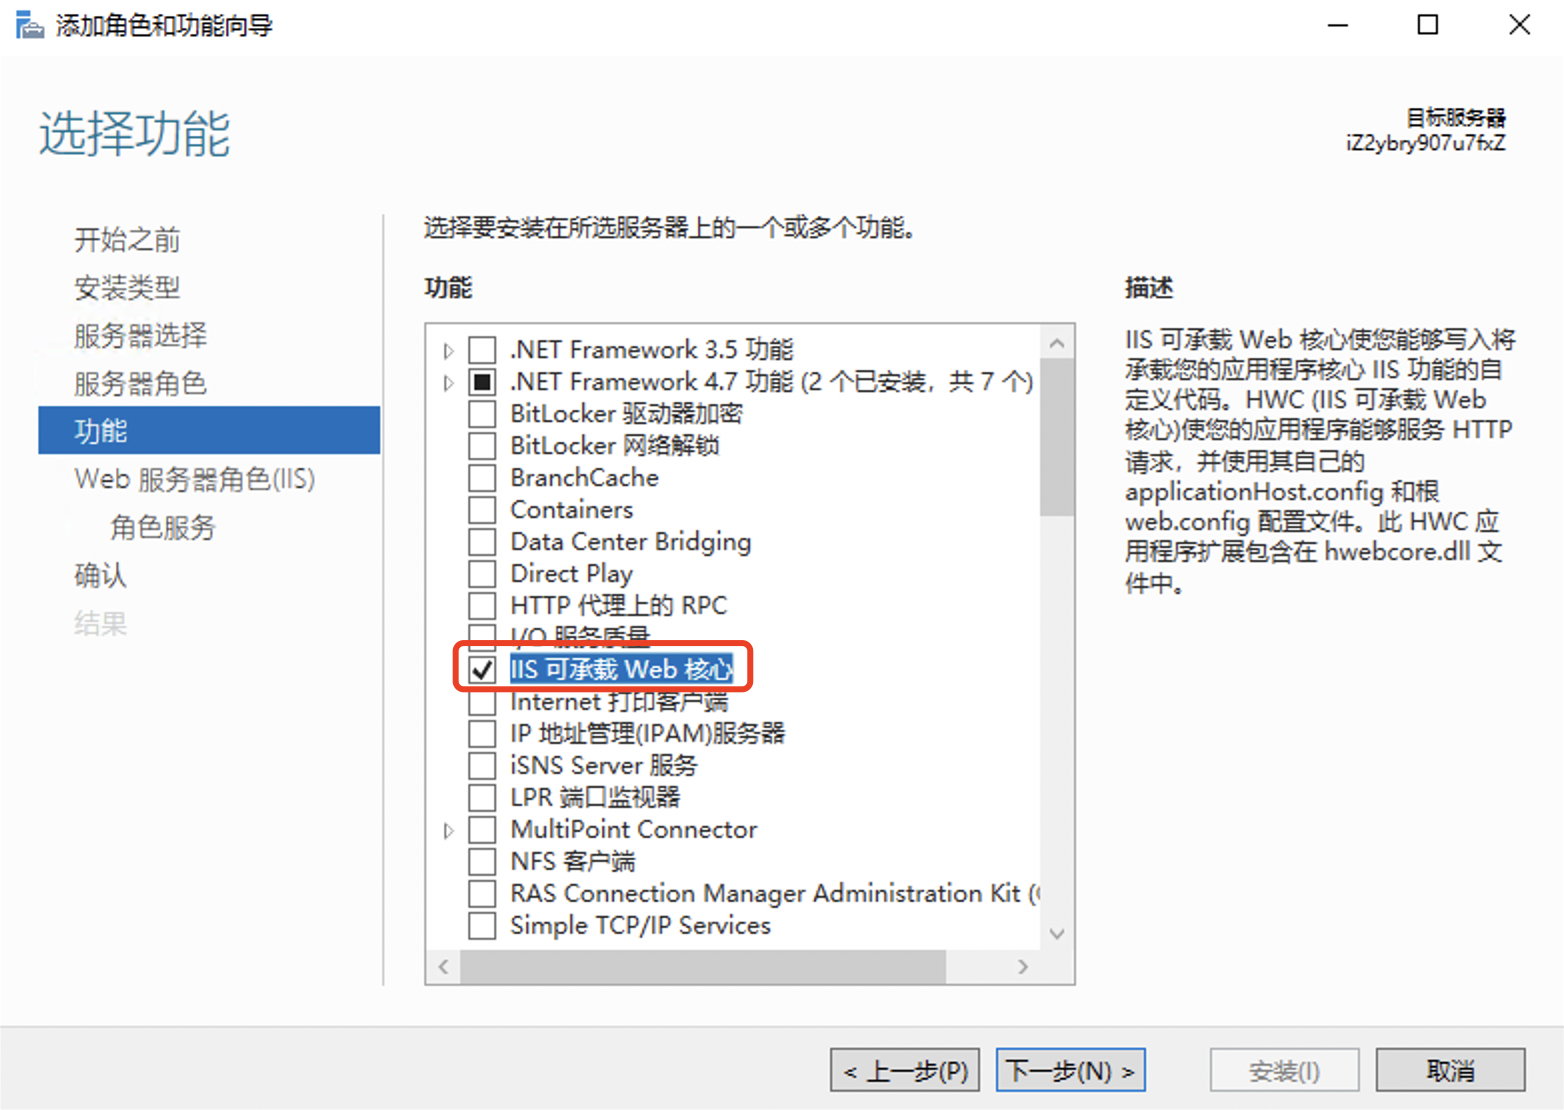 添加角色和功能向导
选择功能
目标服务器
iZ2ybry907u7fxZ
开始之前
安装类型
服务器选择
服务器角色
功能
Web 服务器角色(IIS)
角色服务
确认
结果
选择要安装在所选服务器上的一个或多个功能。
功能
.NET Framework 3.5 功能
.NET Framework 4.7 功能 (2 个已安装，共 7 个)
BitLocker 驱动器加密
BitLocker 网络解锁
BranchCache
Containers
Data Center Bridging
Direct Play
HTTP 代理上的 RPC
I/O 服务质量
IIS 可承载 Web 核心
Internet 打印客户端
IP 地址管理(IPAM)服务器
iSNS Server 服务
LPR 端口监视器
MultiPoint Connector
NFS 客户端
RAS Connection Manager Administration Kit (
Simple TCP/IP Services
描述
IIS 可承载 Web 核心使您能够写入将
承载您的应用程序核心 IIS 功能的自
定义代码。HWC (IIS 可承载 Web
核心)使您的应用程序能够服务 HTTP
请求，并使用其自己的
applicationHost.config 和根
web.config 配置文件。此 HWC 应
用程序扩展包含在 hwebcore.dll 文
件中。
< 上一步(P)
下一步(N) >
安装(I)
取消